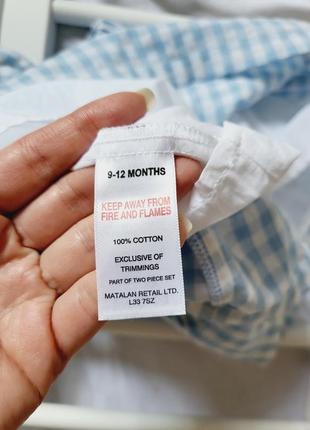 9-12 MONTHS
KEEP AWAY FROM
FIRE AND FLAMES
100% COTTON
EXCLUSIVE OF
TRIMMINGS
PART OF TWO PIECE SET
MATALAN RETAIL LTD.
L33 7SZ